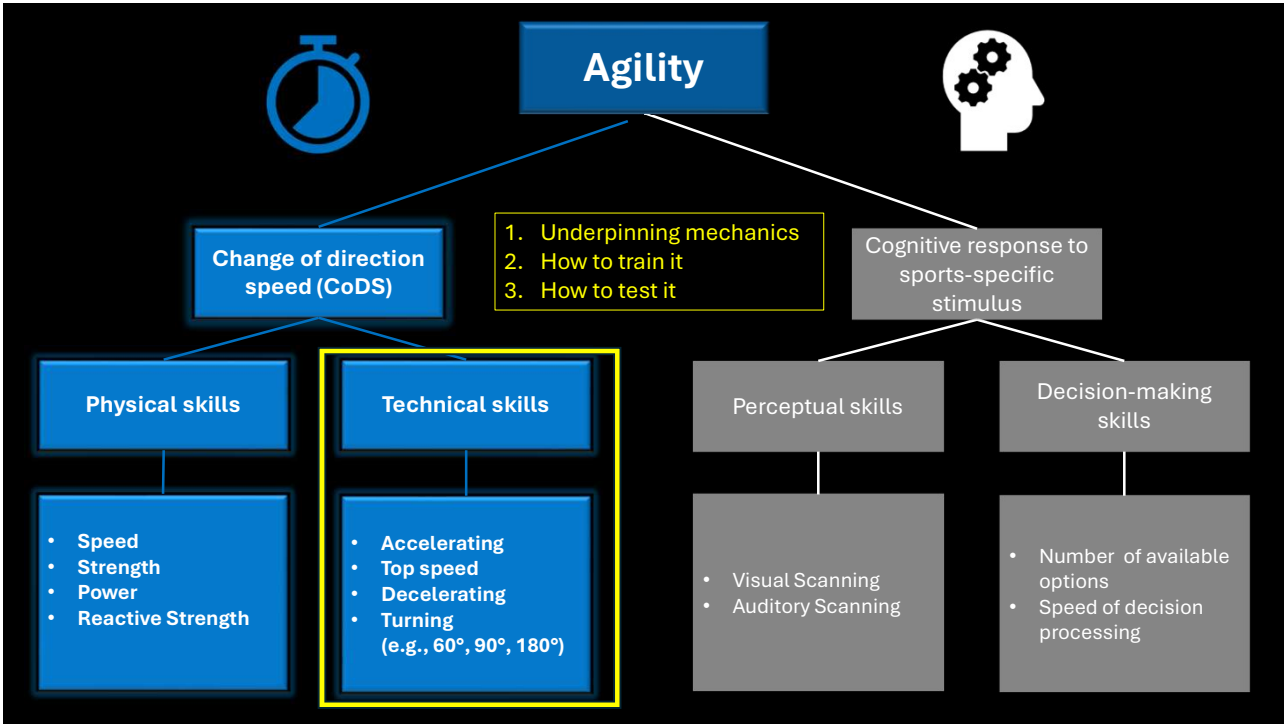 Agility
Change of direction
speed (CoDS)
1. Underpinning mechanics
2. How to train it
3. How to test it
Cognitive response to
sports-specific
stimulus
Physical skills
Technical skills
Perceptual skills
Decision-making
skills
• Speed
• Strength
• Power
• Reactive Strength
• Accelerating
• Top speed
• Decelerating
• Turning
(e.g., 60°, 90°, 180°)
• Visual Scanning
• Auditory Scanning
• Number of available
options
• Speed of decision
processing